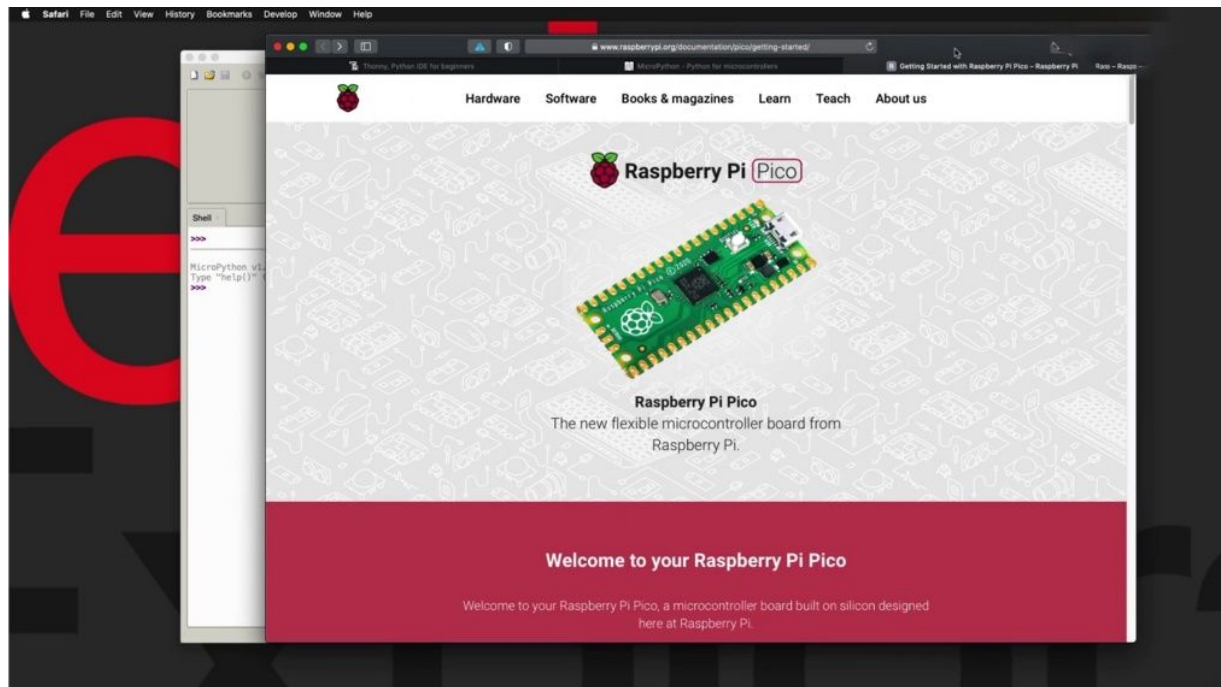 Safari File Edit View History Bookmarks Develop Window Help
www.raspberrypi.org/documentation/pico/getting-started/
Thonny, Python IDE for beginners
MicroPython - Python for microcontrollers
Getting Started with Raspberry Pi Pico – Raspberry Pi
Hardware Software Books & magazines Learn Teach About us
Raspberry Pi Pico
Raspberry Pi Pico ©2020
Shell
>>>
MicroPython v1.
Type "help()"
>>>
Raspberry Pi Pico
The new flexible microcontroller board from
Raspberry Pi.
Welcome to your Raspberry Pi Pico
Welcome to your Raspberry Pi Pico, a microcontroller board built on silicon designed
here at Raspberry Pi.